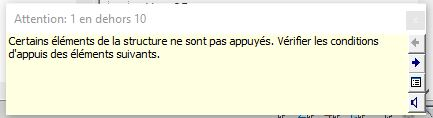 Attention: 1 en dehors 10
Certains éléments de la structure ne sont pas appuyés. Vérifier les conditions
d'appuis des éléments suivants.